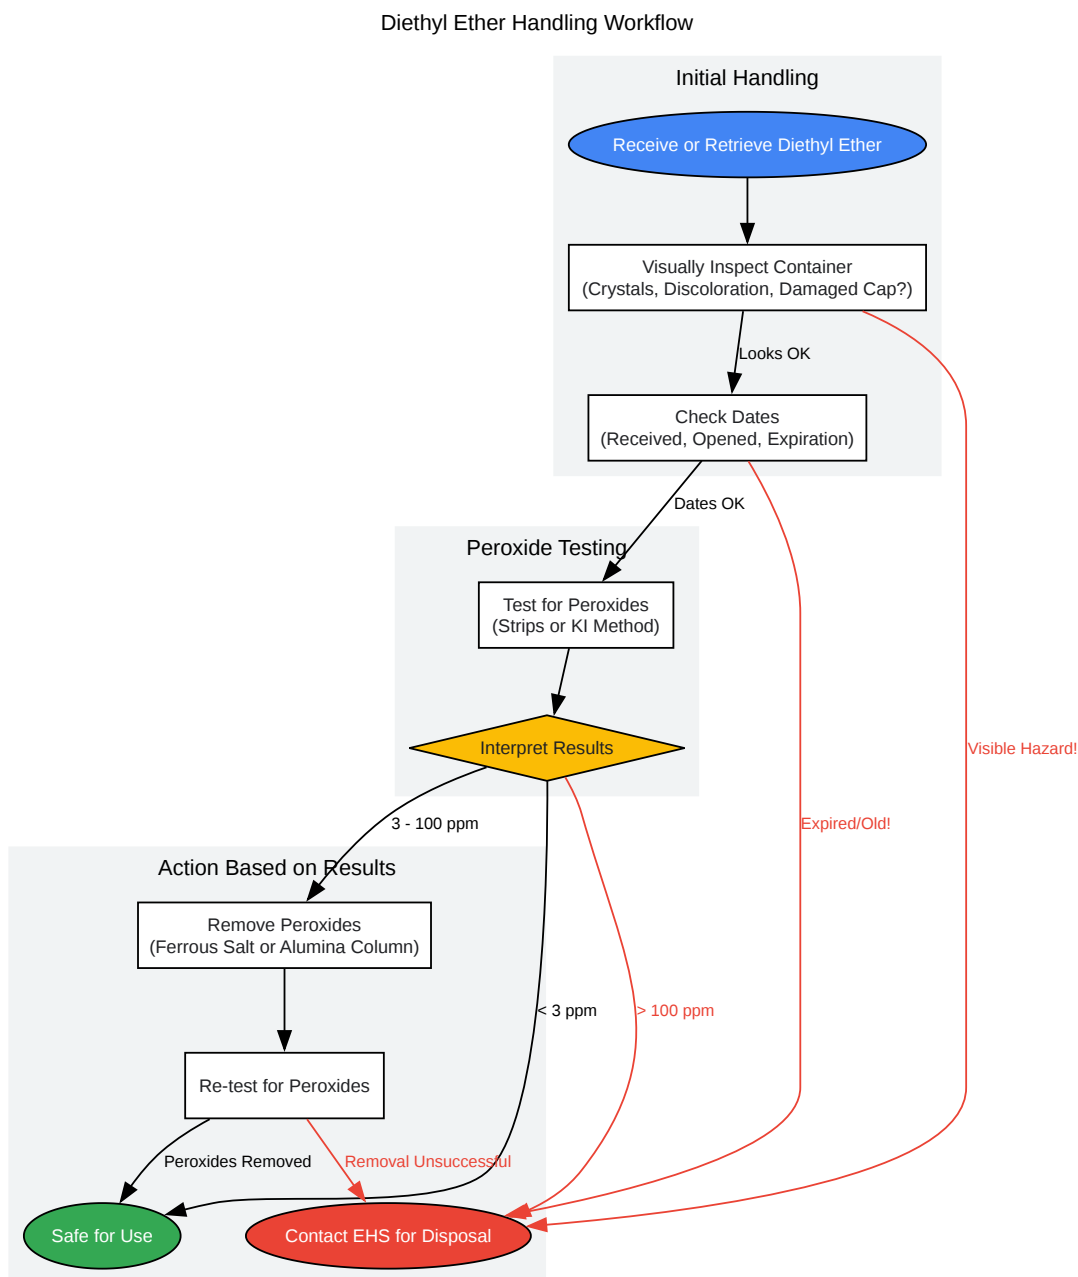 Diethyl Ether Handling Workflow
Initial Handling
Receive or Retrieve Diethyl Ether
Visually Inspect Container
(Crystals, Discoloration, Damaged Cap?)
Looks OK
Check Dates
(Received, Opened, Expiration)
Dates OK
Peroxide Testing
Test for Peroxides
(Strips or KI Method)
Interpret Results
Visible Hazard!
3 - 100 ppm
Expired/Old!
Action Based on Results
Remove Peroxides
(Ferrous Salt or Alumina Column)
< 3 ppm
> 100 ppm
Re-test for Peroxides
Peroxides Removed
Removal Unsuccessful
Safe for Use
Contact EHS for Disposal